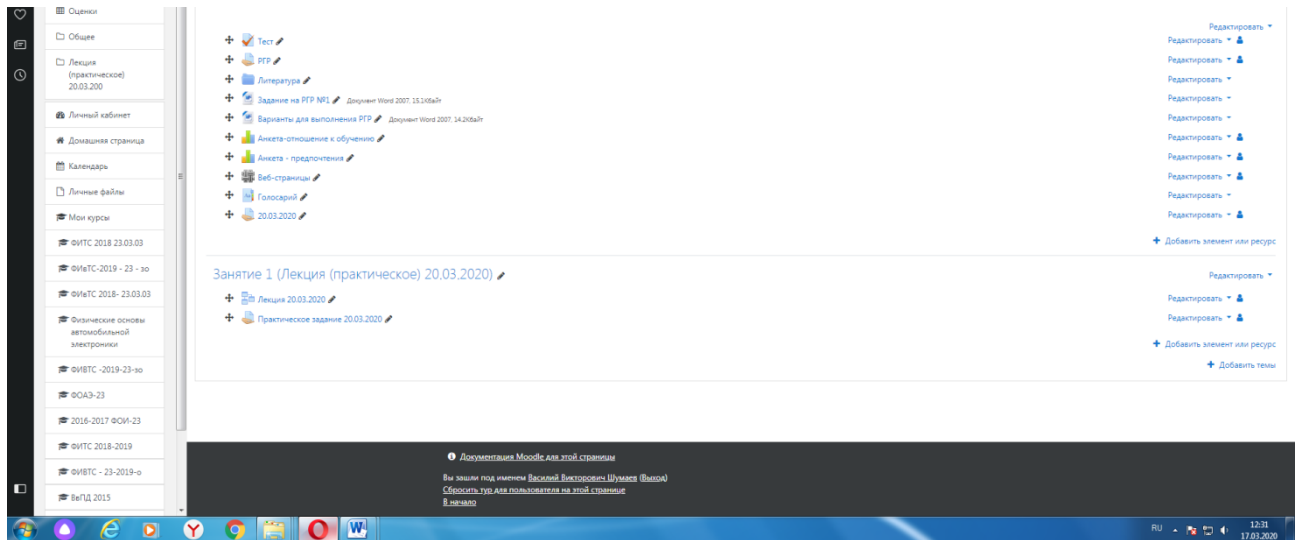 Оценки
Общее
Лекция
(практическое)
20.03.200
Личный кабинет
Домашняя страница
Календарь
Личные файлы
Мои курсы
ФИТС 2018 23.03.03
ФИвТС-2019 - 23 - зо
ФИвТС 2018- 23.03.03
Физические основы
автомобильной
электроники
ФИВТС -2019-23-зо
ФОАЭ-23
2016-2017 ФОИ-23
ФИТС 2018-2019
ФИВТС - 23-2019-о
ВвПД 2015
Редактировать
Тест Редактировать
РГР Редактировать
Литература Редактировать
Задание на РГР №1 Документ Word 2007, 15.1Кбайт Редактировать
Варианты для выполнения РГР Документ Word 2007, 14.2Кбайт Редактировать
Анкета-отношение к обучению Редактировать
Анкета - предпочтения Редактировать
Веб-страницы Редактировать
Голосарий Редактировать
20.03.2020 Редактировать
Добавить элемент или ресурс
Занятие 1 (Лекция (практическое) 20.03.2020) Редактировать
Лекция 20.03.2020 Редактировать
Практическое задание 20.03.2020 Редактировать
Добавить элемент или ресурс
Добавить темы
Документация Moodle для этой страницы
Вы зашли под именем Василий Викторович Шумаев (Выход)
Сбросить тур для пользователя на этой странице
В начало
RU 12:31
17.03.2020